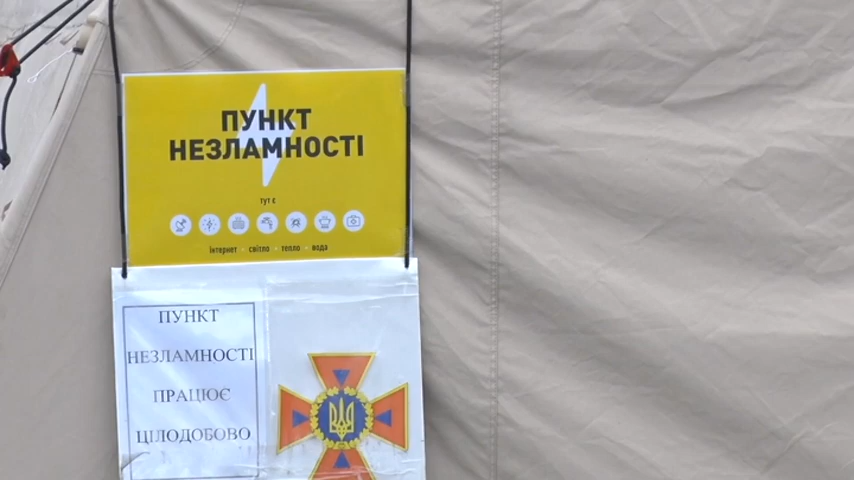 ПУНКТ
НЕЗЛАМНОСТІ
тут є
інтернет · світло · тепло · вода
ПУНКТ
НЕЗЛАМНОСТІ
ПРАЦЮЄ
ЦІЛОДОБОВО